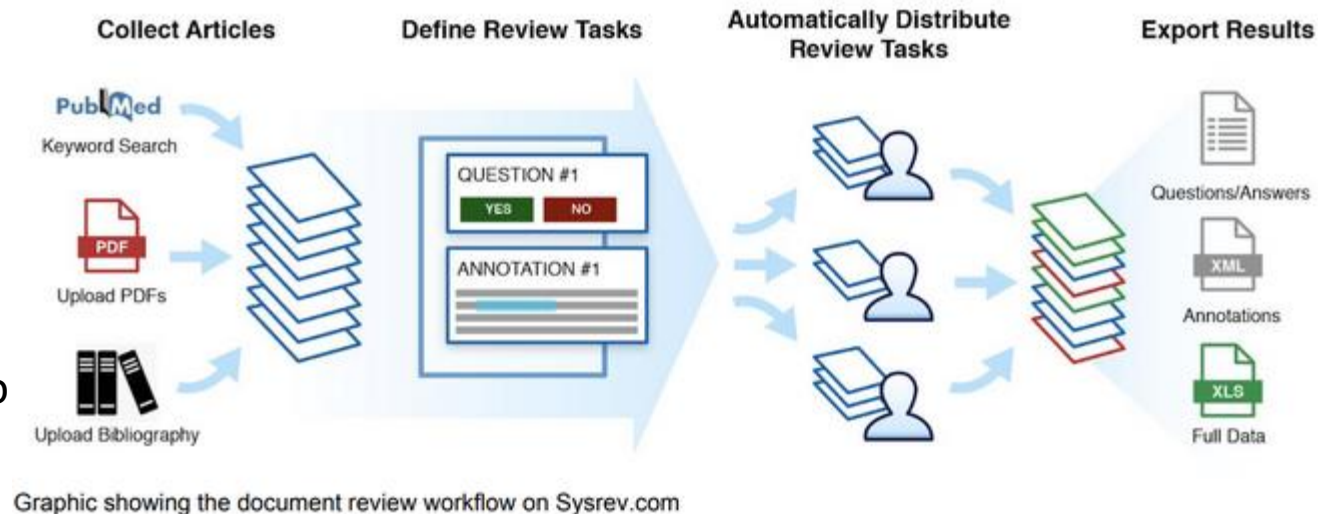 Collect Articles
Define Review Tasks
Automatically Distribute
Review Tasks
Export Results
PubMed
Keyword Search
PDF
Upload PDFs
Upload Bibliography
QUESTION #1
YES
NO
ANNOTATION #1
Questions/Answers
XML
Annotations
XLS
Full Data
Graphic showing the document review workflow on Sysrev.com